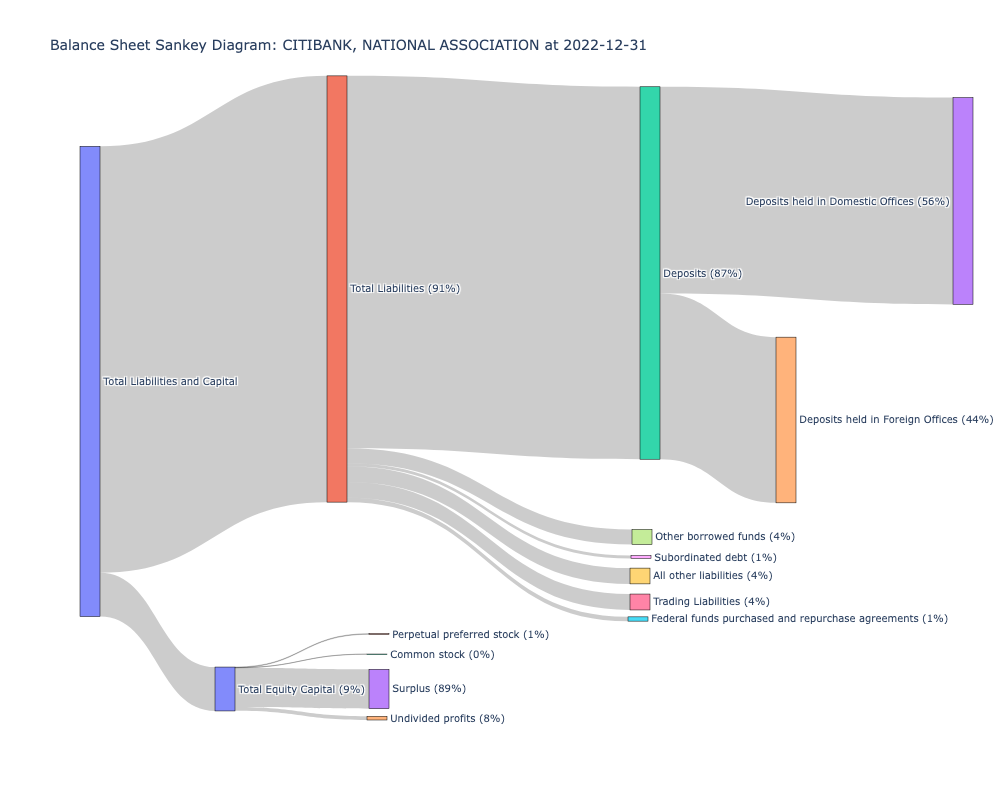 Balance Sheet Sankey Diagram: CITIBANK, NATIONAL ASSOCIATION at 2022-12-31
Deposits held in Domestic Offices (56%)
Deposits (87%)
Total Liabilities (91%)
Total Liabilities and Capital
Deposits held in Foreign Offices (44%)
Other borrowed funds (4%)
Subordinated debt (1%)
All other liabilities (4%)
Trading Liabilities (4%)
Federal funds purchased and repurchase agreements (1%)
Perpetual preferred stock (1%)
Common stock (0%)
Total Equity Capital (9%)
Surplus (89%)
Undivided profits (8%)